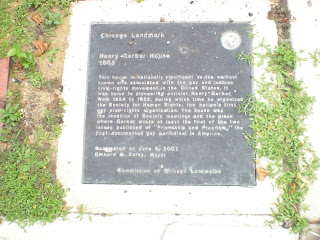 Chicago Landmark
Henry Gerber House
1885
This house is nationally significant as the earliest
known site associated with the gay and lesbian
civil-rights movement in the United States. It
was home to pioneering activist Henry Gerber
from 1924 to 1925, during which time he organized
the Society for Human Rights, the nation's first
gay civil-rights organization. The house was
the location of Society meetings and the place
where Gerber wrote at least the first of the two
issues published of "Friendship and Freedom," the
first-documented gay periodical in America.
Designated on June 6, 2001
Richard M. Daley, Mayor
Commission on Chicago Landmarks